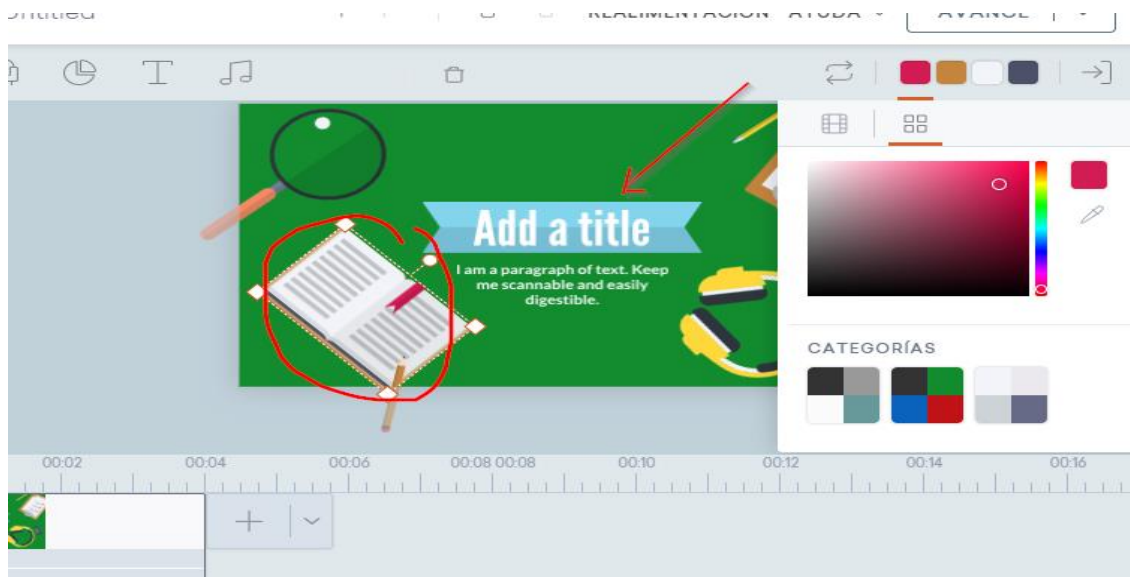 Untitled
REALIMENTACIÓN AYUDA AVANCE
Add a title
I am a paragraph of text. Keep
me scannable and easily
digestible.
CATEGORÍAS
00:02 00:04 00:06 00:08 00:08 00:10 00:12 00:14 00:16